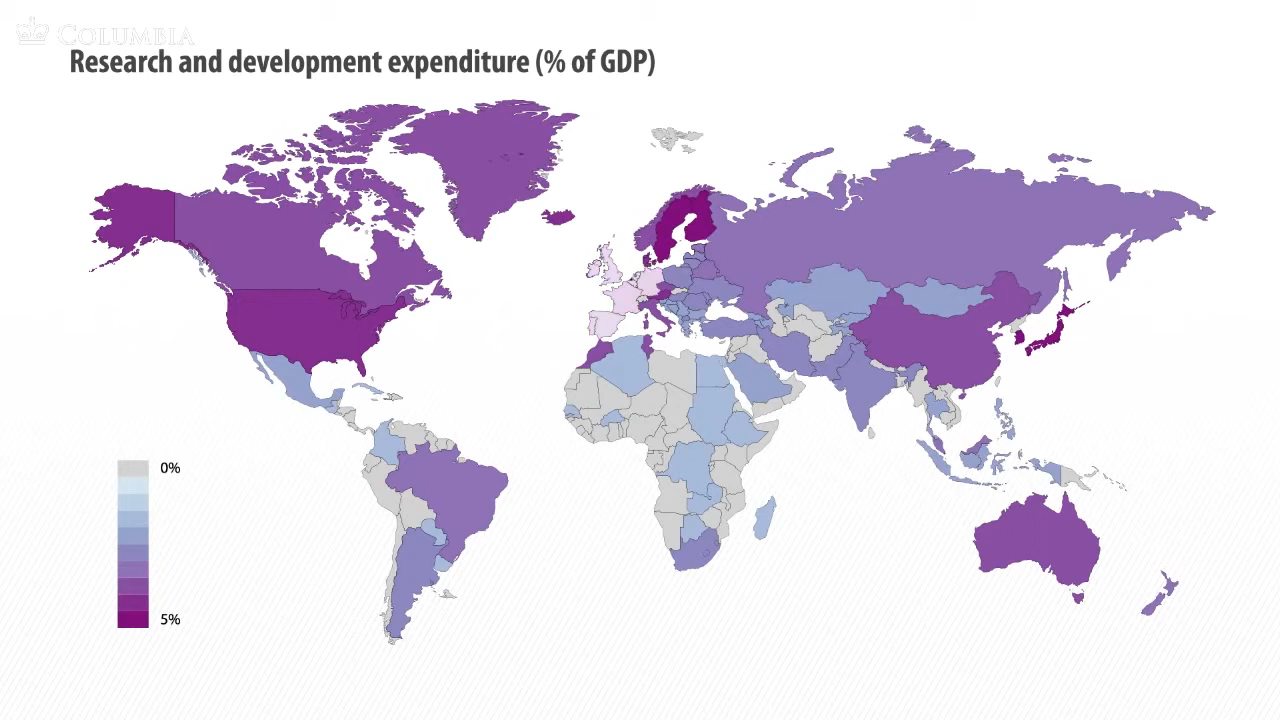 COLUMBIA
Research and development expenditure (% of GDP)
0%
5%